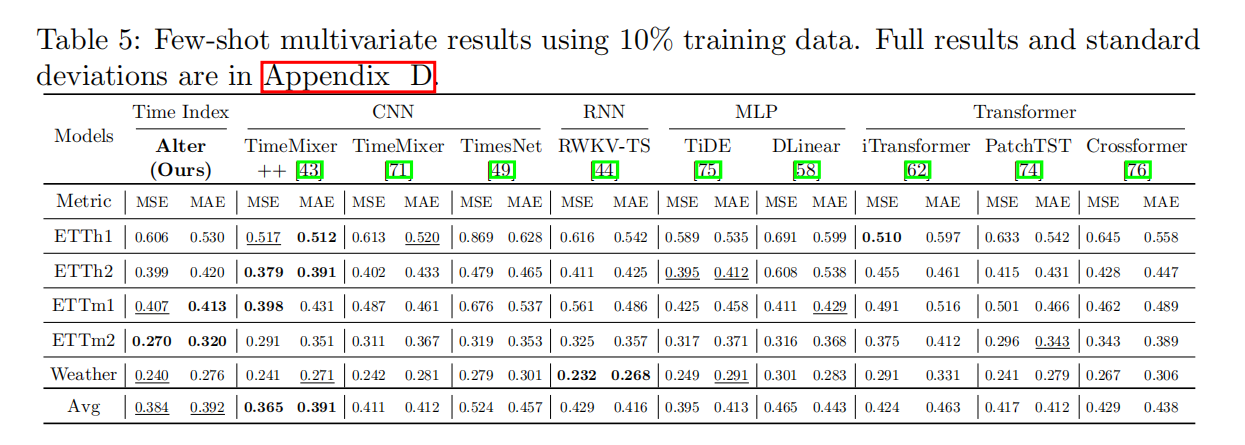 Table 5: Few-shot multivariate results using 10% training data. Full results and standard
deviations are in Appendix D.
Models Time Index CNN RNN MLP Transformer
Alter TimeMixer TimeMixer TimesNet RWKV-TS TiDE DLinear iTransformer PatchTST Crossformer
(Ours) ++ [43] [71] [49] [44] [75] [58] [62] [74] [76]
Metric MSE MAE MSE MAE MSE MAE MSE MAE MSE MAE MSE MAE MSE MAE MSE MAE MSE MAE MSE MAE
ETTh1 0.606 0.530 0.517 0.512 0.613 0.520 0.869 0.628 0.616 0.542 0.589 0.535 0.691 0.599 0.510 0.597 0.633 0.542 0.645 0.558
ETTh2 0.399 0.420 0.379 0.391 0.402 0.433 0.479 0.465 0.411 0.425 0.395 0.412 0.608 0.538 0.455 0.461 0.415 0.431 0.428 0.447
ETTm1 0.407 0.413 0.398 0.431 0.487 0.461 0.676 0.537 0.561 0.486 0.425 0.458 0.411 0.429 0.491 0.516 0.501 0.466 0.462 0.489
ETTm2 0.270 0.320 0.291 0.351 0.311 0.367 0.319 0.353 0.325 0.357 0.317 0.371 0.316 0.368 0.375 0.412 0.296 0.343 0.343 0.389
Weather 0.240 0.276 0.241 0.271 0.242 0.281 0.279 0.301 0.232 0.268 0.249 0.291 0.301 0.283 0.291 0.331 0.241 0.279 0.267 0.306
Avg 0.384 0.392 0.365 0.391 0.411 0.412 0.524 0.457 0.429 0.416 0.395 0.413 0.465 0.443 0.424 0.463 0.417 0.412 0.429 0.438